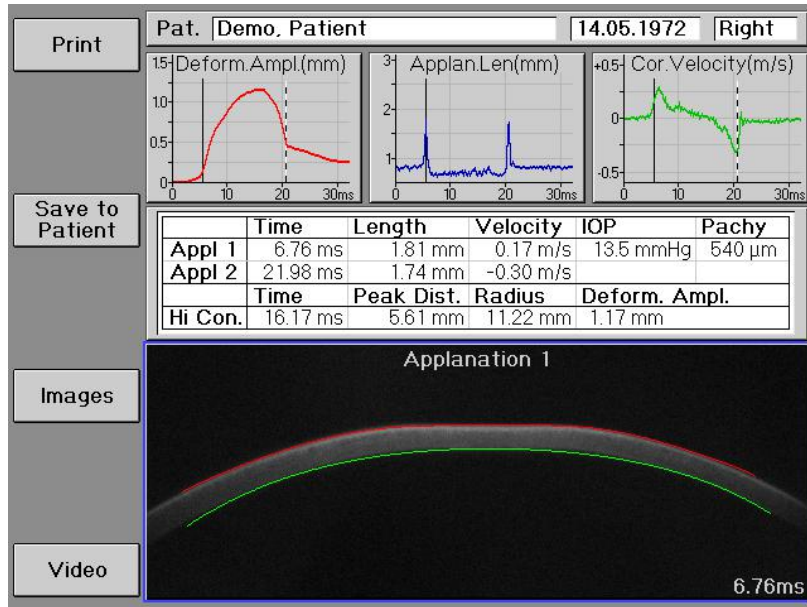 Print
Pat. Demo, Patient 14.05.1972 Right
Deform.Ampl.(mm)
15
10
0.5
0
0 10 20 30ms
Applan.Len(mm)
3
2
1
0 10 20 30ms
Cor.Velocity(m/s)
+0.5
0
-0.5
0 10 20 30ms
Save to
Patient
Time Length Velocity IOP Pachy
Appl 1 6.76 ms 1.81 mm 0.17 m/s 13.5 mmHg 540 µm
Appl 2 21.98 ms 1.74 mm -0.30 m/s
Time Peak Dist. Radius Deform. Ampl.
Hi Con. 16.17 ms 5.61 mm 11.22 mm 1.17 mm
Images
Applanation 1
Video
6.76ms